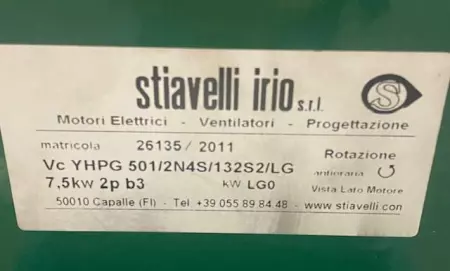 stiavelli irio s.r.l.
Motori Elettrici - Ventilatori - Progettazione
matricola 26135/ 2011
Vc YHPG 501/2N4S/132S2/LG
Rotazione
7,5kw 2p b3
kW LG0
antioraria
Vista Lato Motore
50010 Capalle (FI) - Tel +39 055 89 84 48 - www.stiavelli.con